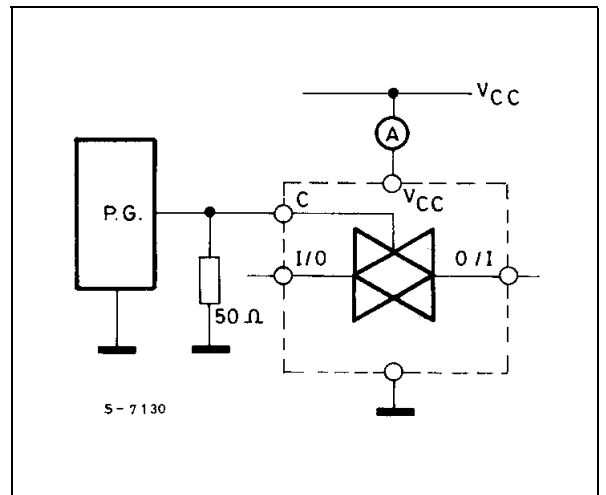 VCC
A
C
VCC
P.G.
I/O
O/I
50 Ω
S-7130